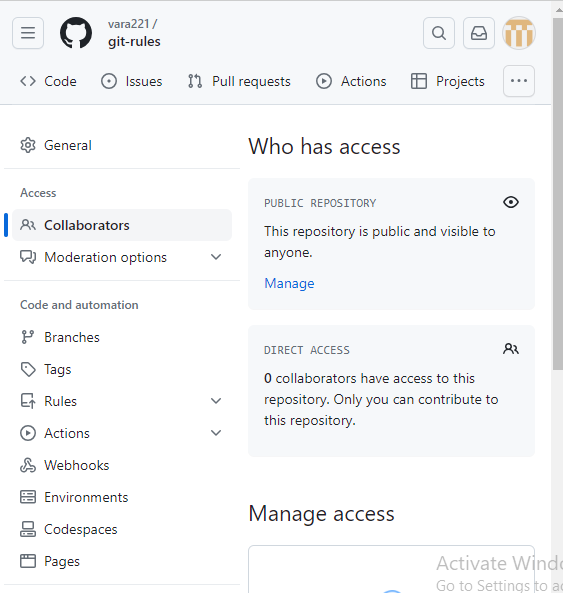 vara221 /
git-rules
Code
Issues
Pull requests
Actions
Projects
General
Access
Collaborators
Moderation options
Code and automation
Branches
Tags
Rules
Actions
Webhooks
Environments
Codespaces
Pages
Who has access
PUBLIC REPOSITORY
This repository is public and visible to
anyone.
Manage
DIRECT ACCESS
0 collaborators have access to this
repository. Only you can contribute to
this repository.
Manage access
Activate
Go to Settings to